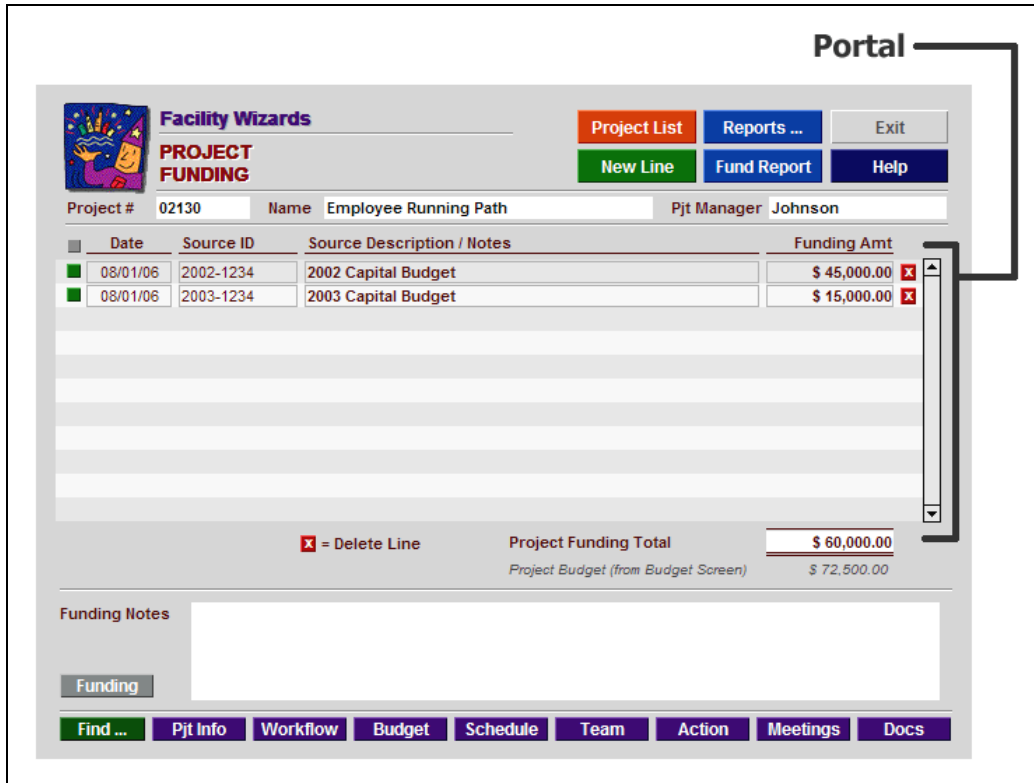 Portal
Facility Wizards
PROJECT
FUNDING
Project List Reports ... Exit
New Line Fund Report Help
Project # 02130 Name Employee Running Path Pjt Manager Johnson
Date Source ID Source Description / Notes Funding Amt
08/01/06 2002-1234 2002 Capital Budget $ 45,000.00 X
08/01/06 2003-1234 2003 Capital Budget $ 15,000.00 X
X = Delete Line Project Funding Total $ 60,000.00
Project Budget (from Budget Screen) $ 72,500.00
Funding Notes
Funding
Find ... Pjt Info Workflow Budget Schedule Team Action Meetings Docs